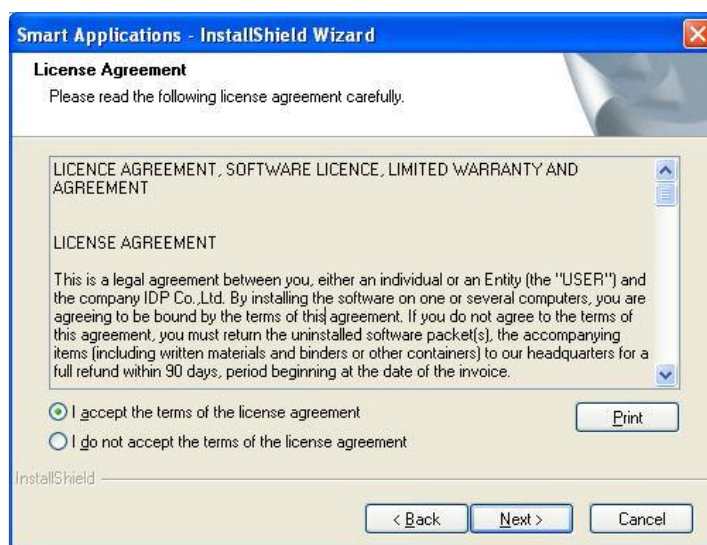 Smart Applications - InstallShield Wizard
License Agreement
Please read the following license agreement carefully.
LICENCE AGREEMENT, SOFTWARE LICENCE, LIMITED WARRANTY AND
AGREEMENT
LICENSE AGREEMENT
This is a legal agreement between you, either an individual or an Entity (the "USER") and
the company IDP Co.,Ltd. By installing the software on one or several computers, you are
agreeing to be bound by the terms of this agreement. If you do not agree to the terms of
this agreement, you must return the uninstalled software packet(s), the accompanying
items (including written materials and binders or other containers) to our headquarters for a
full refund within 90 days, period beginning at the date of the invoice.
I accept the terms of the license agreement
Print
I do not accept the terms of the license agreement
InstallShield
< Back
Next >
Cancel